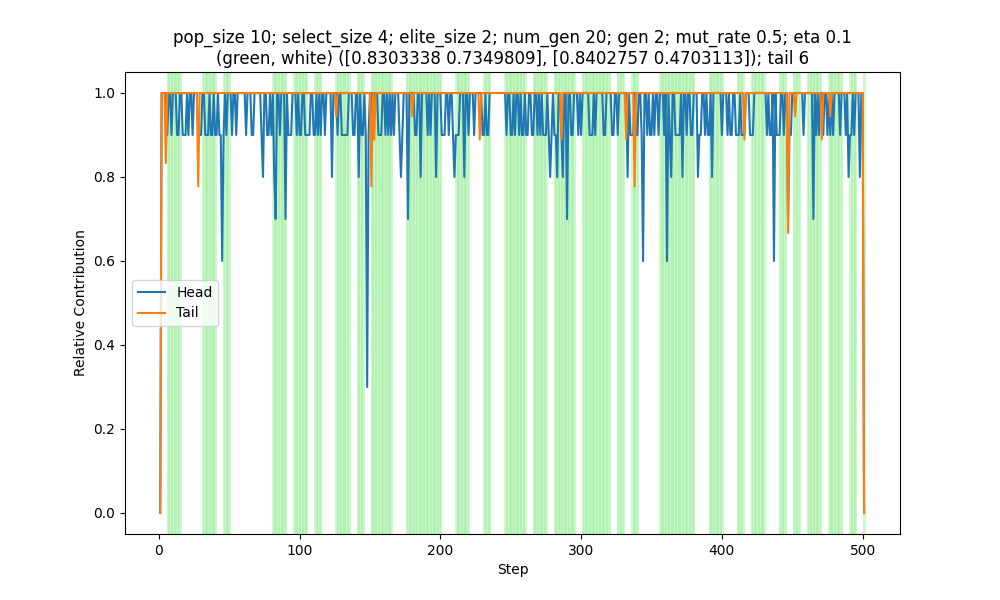 pop_size 10; select_size 4; elite_size 2; num_gen 20; gen 2; mut_rate 0.5; eta 0.1
(green, white) ([0.8303338 0.7349809], [0.8402757 0.4703113]); tail 6
1.0
0.8
0.6
0.4
0.2
0.0
Relative Contribution
Head
Tail
0
100
200
300
400
500
Step